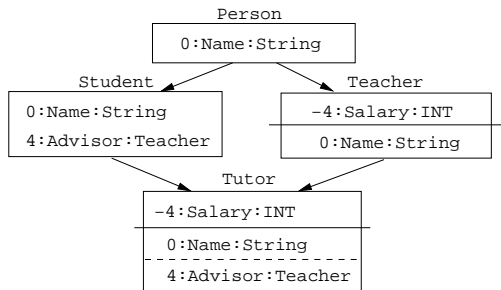 Person
0:Name:String
Student
0:Name:String
4:Advisor:Teacher
Teacher
-4:Salary:INT
0:Name:String
Tutor
-4:Salary:INT
0:Name:String
4:Advisor:Teacher